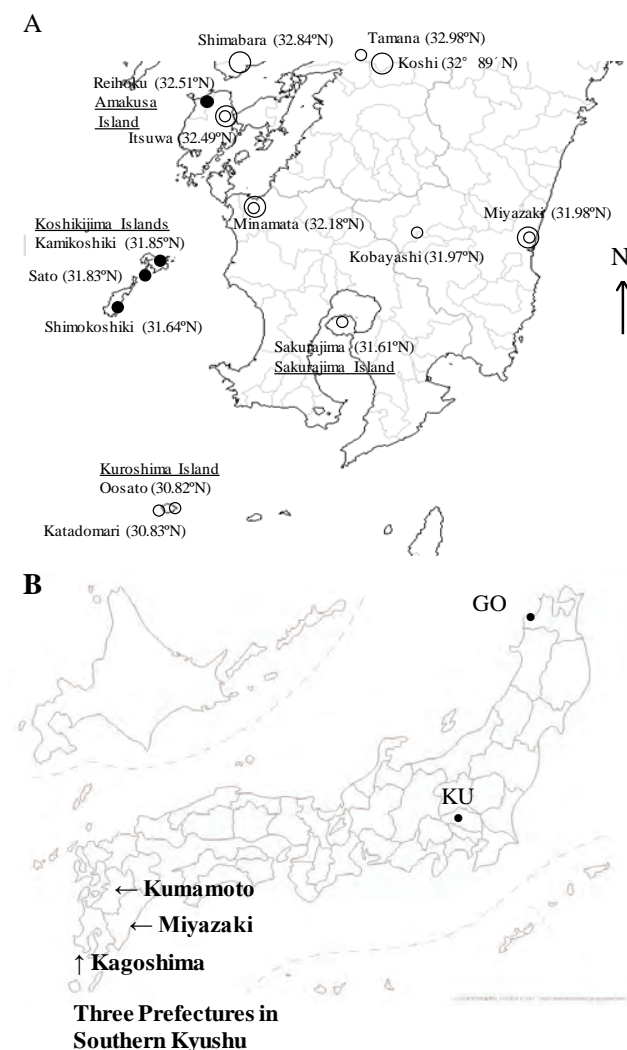 A
Shimabara (32.84ºN)
Tamana (32.98ºN)
Koshi (32° 89´N)
Reihoku (32.51ºN)
Amakusa
Island
Itsuwa (32.49ºN)
Minamata (32.18ºN)
Miyazaki (31.98ºN)
Koshikijima Islands
Kamikoshiki (31.85ºN)
Kobayashi (31.97ºN)
Sato (31.83ºN)
N
Shimokoshiki (31.64ºN)
Sakurajima (31.61ºN)
Sakurajima Island
Kuroshima Island
Oosato (30.82ºN)
Katadomari (30.83ºN)
B
GO
KU
← Kumamoto
← Miyazaki
↑ Kagoshima
Three Prefectures in
Southern Kyushu